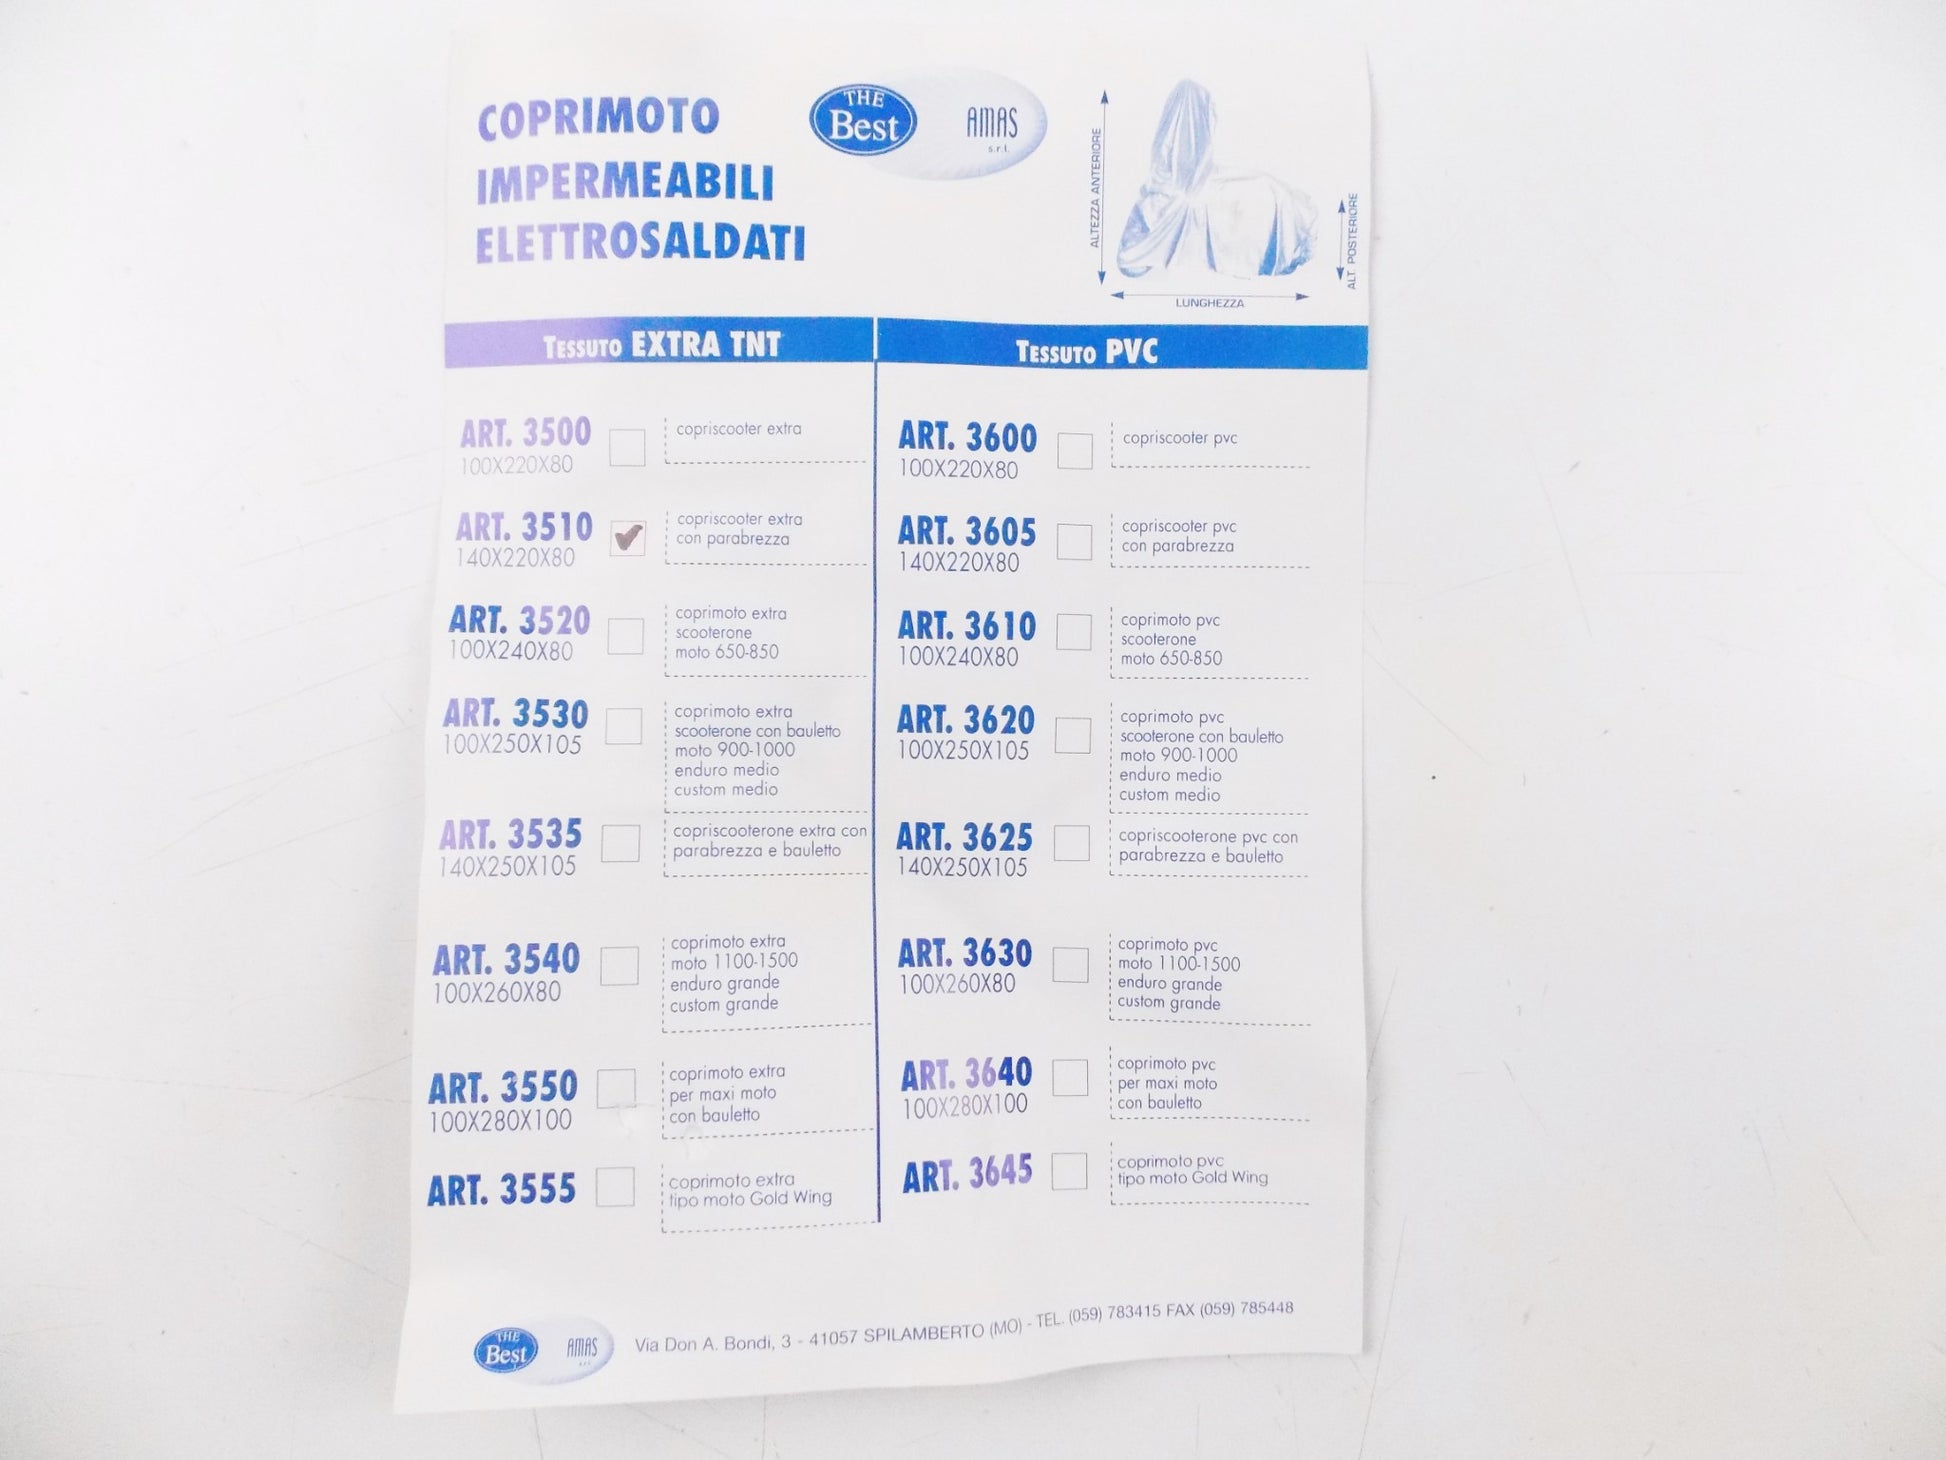 COPRIMOTO
IMPERMEABILI
ELETTROSALDATI
THE
Best
AMAS
s.r.l.
ALTEZZA ANTERIORE
ALT. POSTERIORE
LUNGHEZZA
TESSUTO EXTRA TNT
ART. 3500
100X220X80
copriscooter extra
ART. 3510
140X220X80
copriscooter extra
con parabrezza
ART. 3520
100X240X80
coprimoto extra
scooterone
moto 650-850
ART. 3530
100X250X105
coprimoto extra
scooterone con bauletto
moto 900-1000
enduro medio
custom medio
ART. 3535
140X250X105
copriscooterone extra con
parabrezza e bauletto
ART. 3540
100X260X80
coprimoto extra
moto 1100-1500
enduro grande
custom grande
ART. 3550
100X280X100
coprimoto extra
per maxi moto
con bauletto
ART. 3555
coprimoto extra
tipo moto Gold Wing
TESSUTO PVC
ART. 3600
100X220X80
copriscooter pvc
ART. 3605
140X220X80
copriscooter pvc
con parabrezza
ART. 3610
100X240X80
coprimoto pvc
scooterone
moto 650-850
ART. 3620
100X250X105
coprimoto pvc
scooterone con bauletto
moto 900-1000
enduro medio
custom medio
ART. 3625
140X250X105
copriscooterone pvc con
parabrezza e bauletto
ART. 3630
100X260X80
coprimoto pvc
moto 1100-1500
enduro grande
custom grande
ART. 3640
100X280X100
coprimoto pvc
per maxi moto
con bauletto
ART. 3645
coprimoto pvc
tipo moto Gold Wing
THE
Best
AMAS
s.r.l.
Via Don A. Bondi, 3 - 41057 SPILAMBERTO (MO) - TEL. (059) 783415 FAX (059) 785448